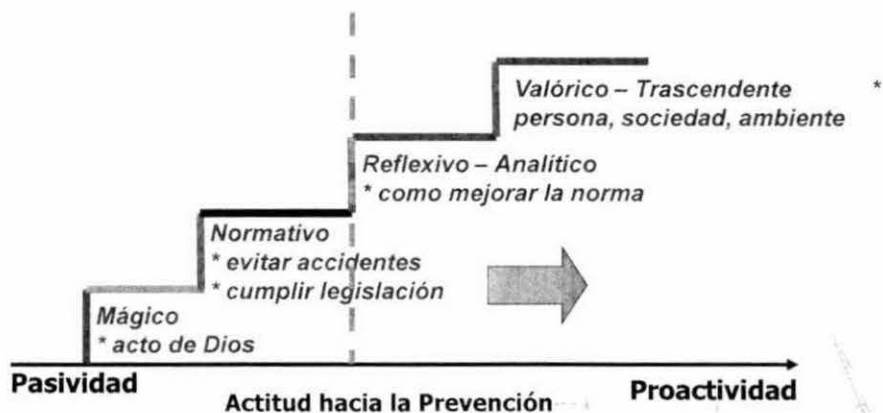 Valórico – Trascendente *
persona, sociedad, ambiente
Reflexivo – Analítico
* como mejorar la norma
Normativo
* evitar accidentes
* cumplir legislación
Mágico
* acto de Dios
Pasividad
Actitud hacia la Prevención
Proactividad